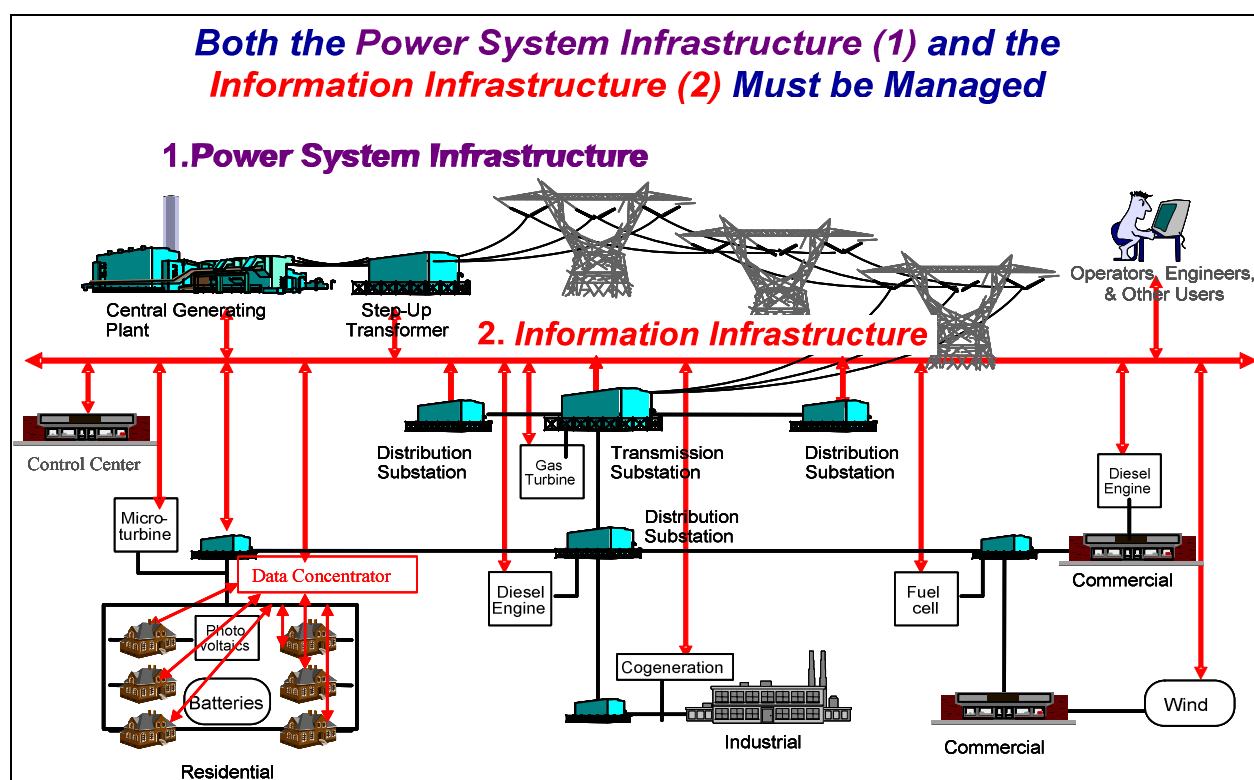 Both the Power System Infrastructure (1) and the
Information Infrastructure (2) Must be Managed
1.Power System Infrastructure
Central Generating
Plant
Step-Up
Transformer
Operators, Engineers,
& Other Users
2. Information Infrastructure
Control Center
Distribution
Substation
Gas
Turbine
Transmission
Substation
Distribution
Substation
Diesel
Engine
Micro-
turbine
Distribution
Substation
Data Concentrator
Diesel
Engine
Fuel
cell
Commercial
Photo
voltaics
Batteries
Cogeneration
Wind
Industrial
Commercial
Residential